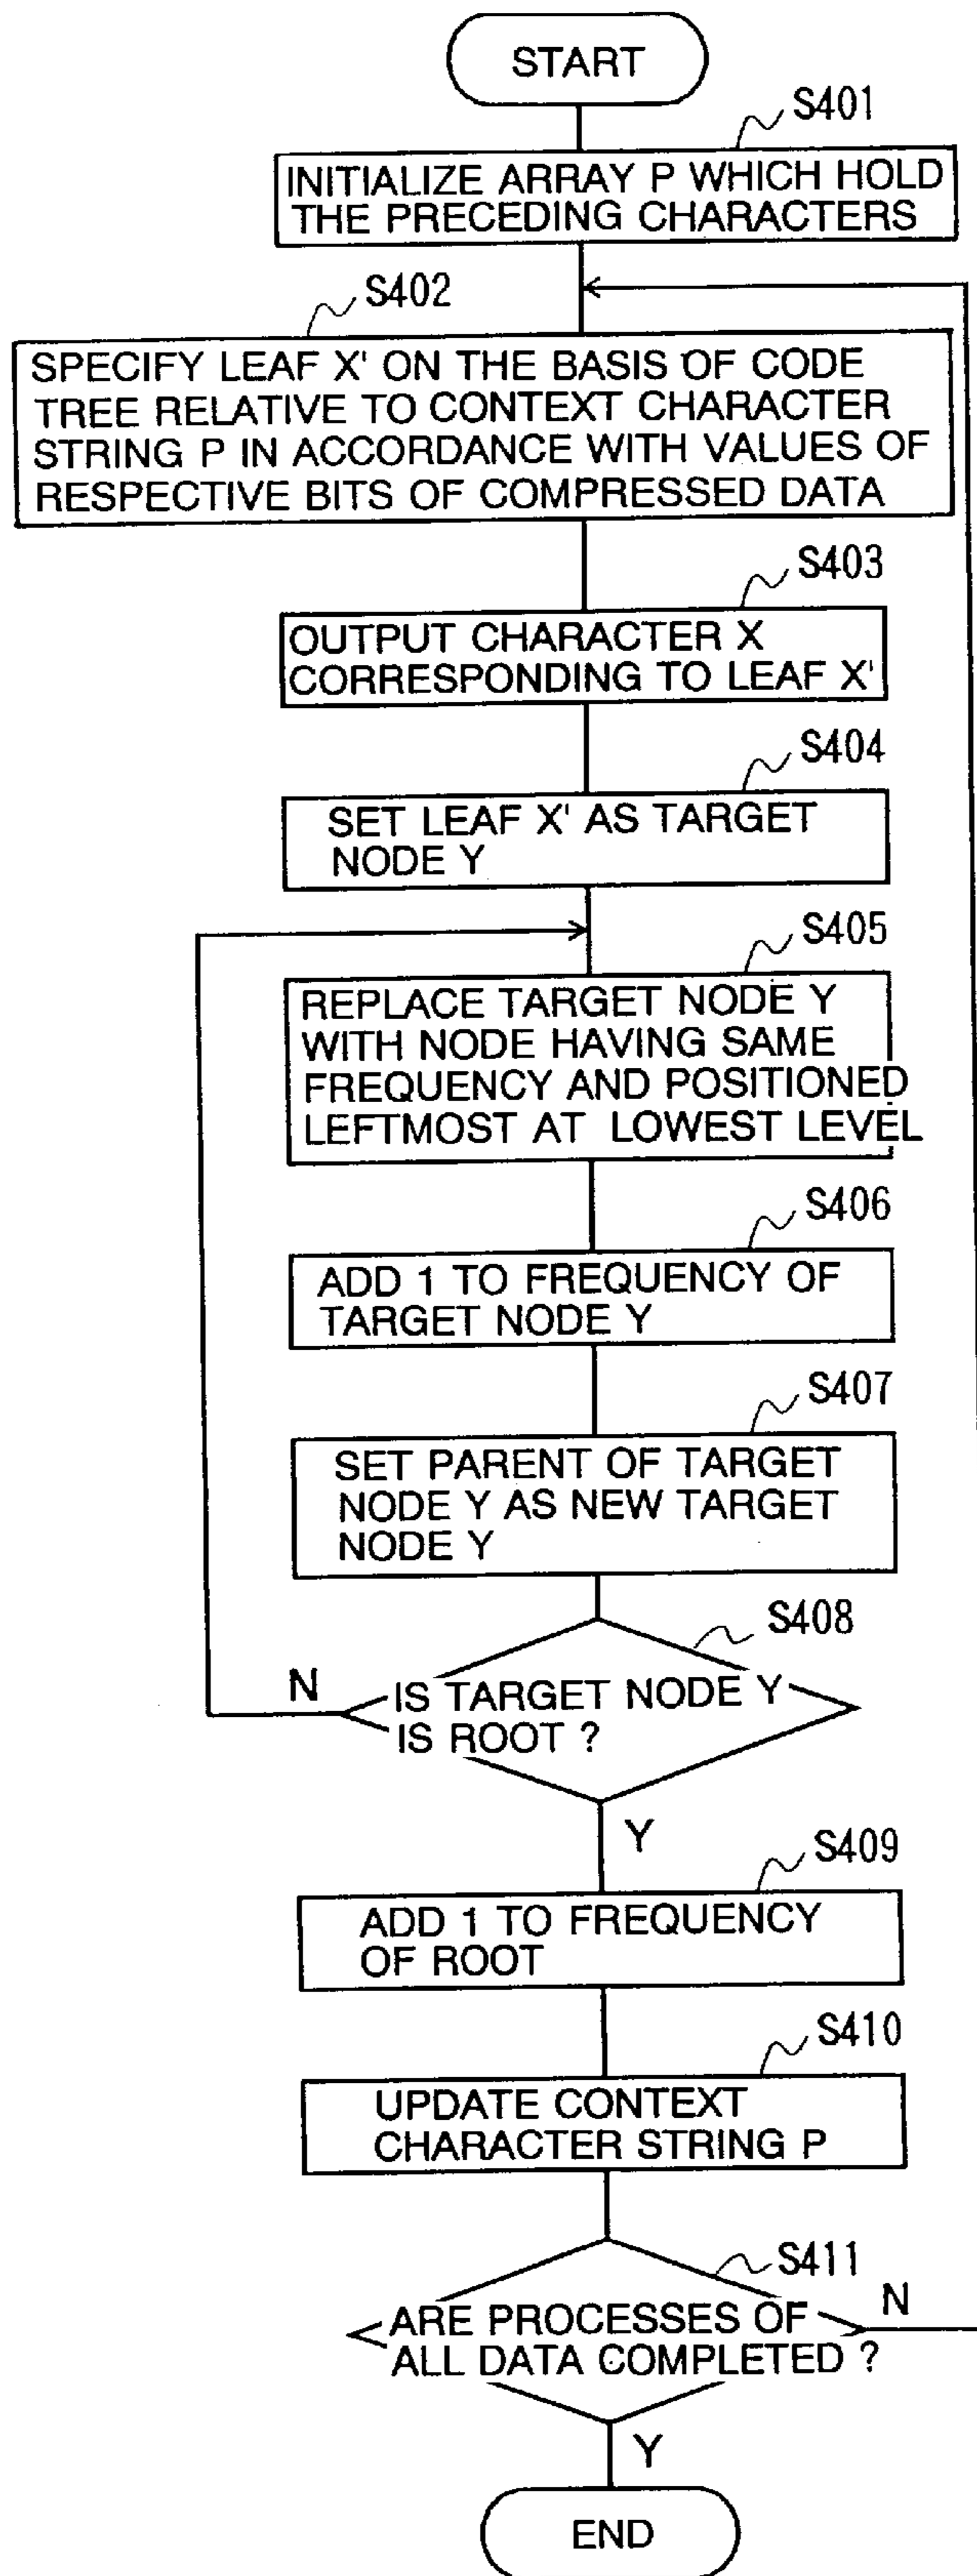 START
S401
INITIALIZE ARRAY P WHICH HOLD
THE PRECEDING CHARACTERS
S402
SPECIFY LEAF X' ON THE BASIS OF CODE
TREE RELATIVE TO CONTEXT CHARACTER
STRING P IN ACCORDANCE WITH VALUES OF
RESPECTIVE BITS OF COMPRESSED DATA
S403
OUTPUT CHARACTER X
CORRESPONDING TO LEAF X'
S404
SET LEAF X' AS TARGET
NODE Y
S405
REPLACE TARGET NODE Y
WITH NODE HAVING SAME
FREQUENCY AND POSITIONED
LEFTMOST AT LOWEST LEVEL
S406
ADD 1 TO FREQUENCY OF
TARGET NODE Y
S407
SET PARENT OF TARGET
NODE Y AS NEW TARGET
NODE Y
S408
N
IS TARGET NODE Y
IS ROOT ?
Y
S409
ADD 1 TO FREQUENCY
OF ROOT
S410
UPDATE CONTEXT
CHARACTER STRING P
S411
ARE PROCESSES OF
N
ALL DATA COMPLETED ?
Y
END